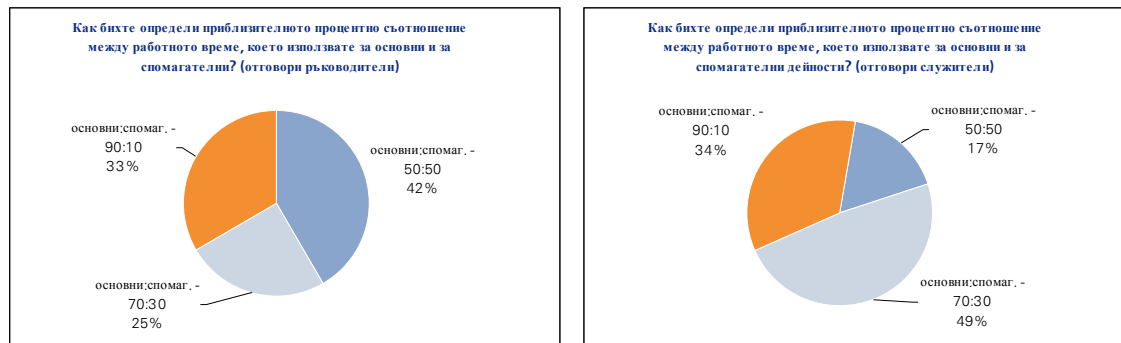 Как бихте определи приблизителното процентно съотношение
между работното време, което използвате за основни и за
спомагателни? (отговори ръководители)
основни;спомаг. -
90:10
33%
основни;спомаг. -
50:50
42%
основни;спомаг. -
70:30
25%
Как бихте определи приблизителното процентно съотношение
между работното време, което използвате за основни и за
спомагателни дейности? (отговори служители)
основни;спомаг. -
90:10
34%
основни;спомаг. -
50:50
17%
основни;спомаг. -
70:30
49%